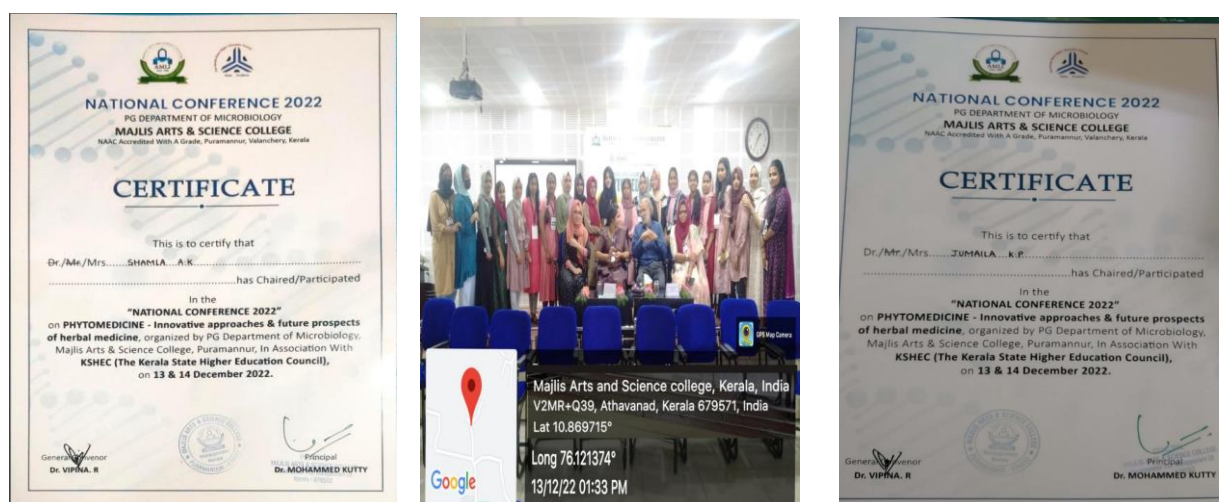 AMLI
NATIONAL CONFERENCE 2022
PG DEPARTMENT OF MICROBIOLOGY
MAJLIS ARTS & SCIENCE COLLEGE
NAAC Accredited With A Grade, Puramannur, Valanchery, Kerala
CERTIFICATE
This is to certify that
Dr./Mr./Mrs......SHAMLA A.K
has Chaired/Participated
In the
"NATIONAL CONFERENCE 2022"
on PHYTOMEDICINE - Innovative approaches & future prospects
of herbal medicine, organized by PG Department of Microbiology,
Majlis Arts & Science College, Puramannur, In Association With
KSHEC (The Kerala State Higher Education Council),
on 13 & 14 December 2022.
General Convenor
Dr. VIPINA. R
Principal
Dr. MOHAMMED KUTTY
GPS Map Camera
Majlis Arts and Science college, Kerala, India
V2MR+Q39, Athavanad, Kerala 679571, India
Lat 10.869715°
Long 76.121374°
13/12/22 01:33 PM
Google
AMLI
NATIONAL CONFERENCE 2022
PG DEPARTMENT OF MICROBIOLOGY
MAJLIS ARTS & SCIENCE COLLEGE
NAAC Accredited With A Grade, Puramannur, Valanchery, Kerala
CERTIFICATE
This is to certify that
Dr./Mr./Mrs......JUMAILA K.P
has Chaired/Participated
In the
"NATIONAL CONFERENCE 2022"
on PHYTOMEDICINE - Innovative approaches & future prospects
of herbal medicine, organized by PG Department of Microbiology,
Majlis Arts & Science College, Puramannur, In Association With
KSHEC (The Kerala State Higher Education Council),
on 13 & 14 December 2022.
General Convenor
Dr. VIPINA. R
Principal
Dr. MOHAMMED KUTTY